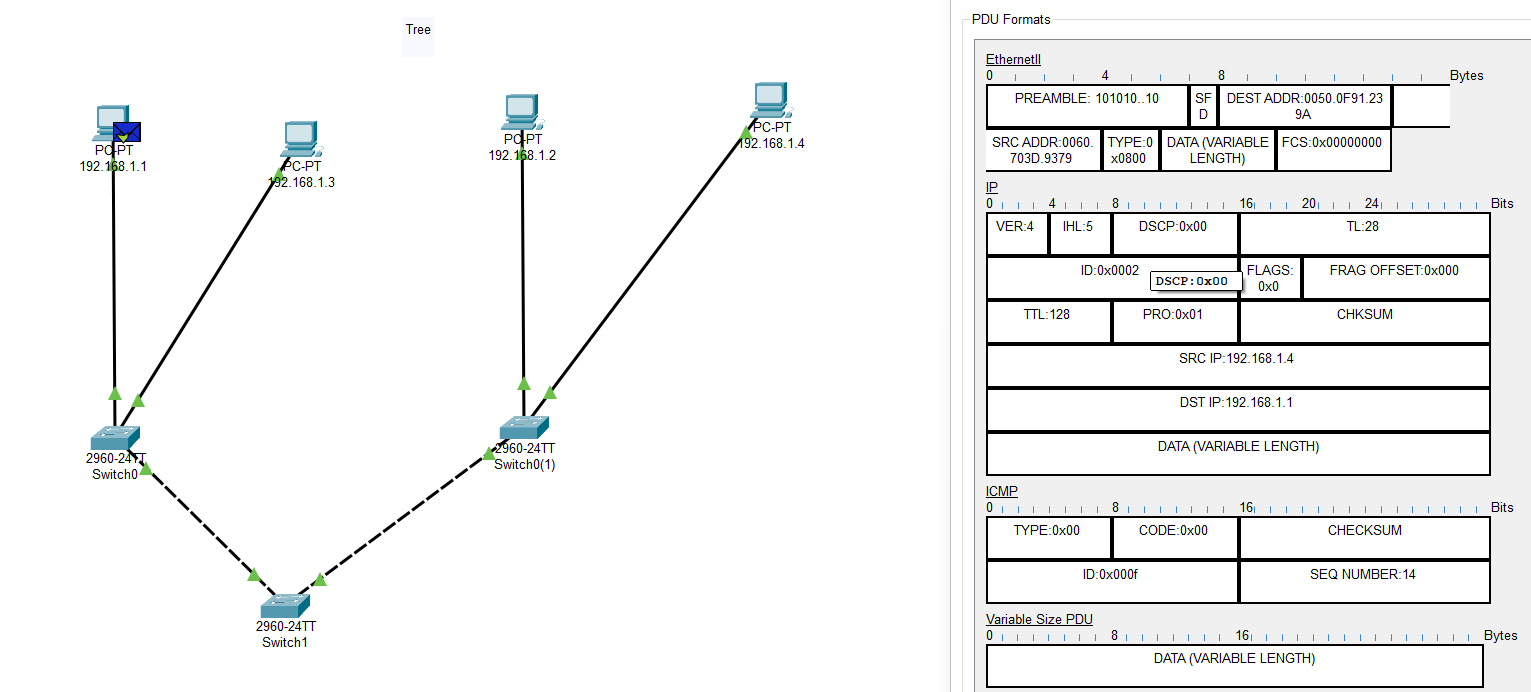 Tree
PC-PT
192.168.1.1
PC-PT
192.168.1.3
PC-PT
192.168.1.2
PC-PT
192.168.1.4
2960-24TT
Switch0
2960-24TT
Switch0(1)
2960-24TT
Switch1
PDU Formats
EthernetII
0 4 8 Bytes
PREAMBLE: 101010..10
SF
D
DEST ADDR:0050.0F91.23
9A
SRC ADDR:0060.
703D.9379
TYPE:0
x0800
DATA (VARIABLE
LENGTH)
FCS:0x00000000
IP
0 4 8 16 20 24 Bits
VER:4 IHL:5 DSCP:0x00 TL:28
ID:0x0002
DSCP:0x00
FLAGS:
0x0
FRAG OFFSET:0x000
TTL:128 PRO:0x01 CHKSUM
SRC IP:192.168.1.4
DST IP:192.168.1.1
DATA (VARIABLE LENGTH)
ICMP
0 8 16 Bits
TYPE:0x00 CODE:0x00 CHECKSUM
ID:0x000f SEQ NUMBER:14
Variable Size PDU
0 8 16 Bytes
DATA (VARIABLE LENGTH)